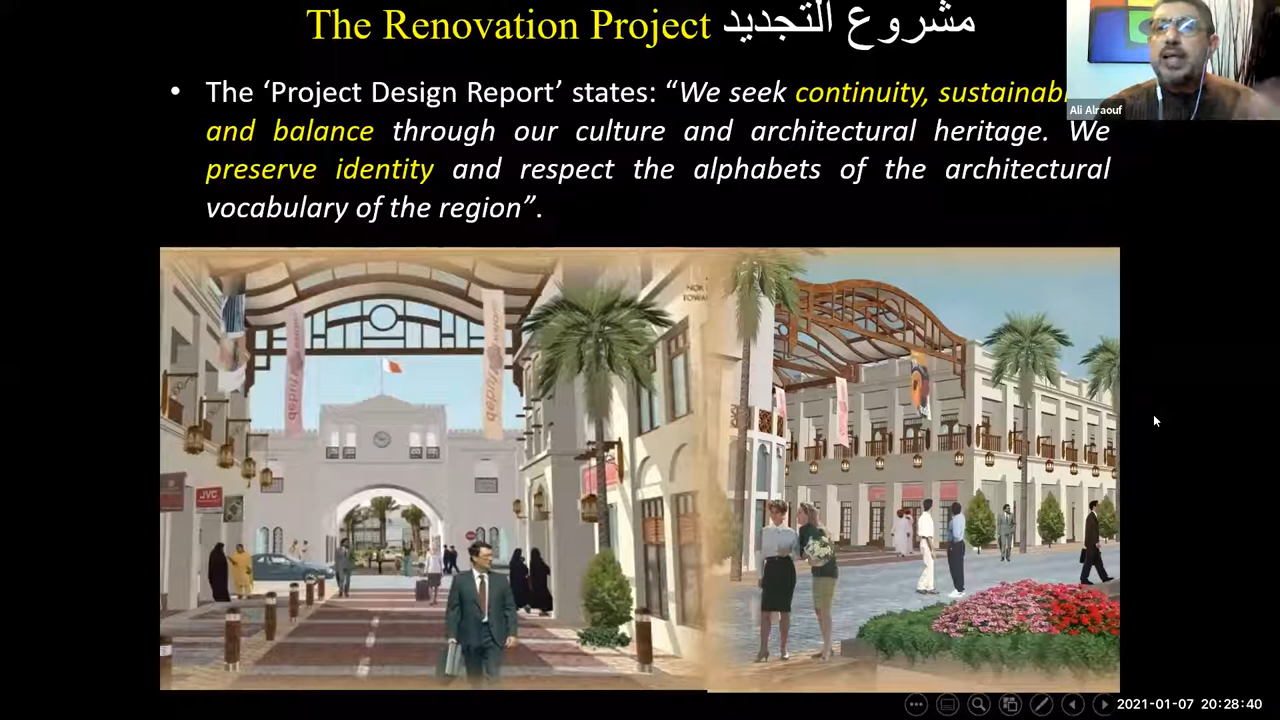 The Renovation Project مشروع التجديد
• The ‘Project Design Report’ states: “We seek continuity, sustainab
and balance through our culture and architectural heritage. We
preserve identity and respect the alphabets of the architectural
vocabulary of the region”.
Ali Alraouf
JVC
2021-01-07 20:28:40